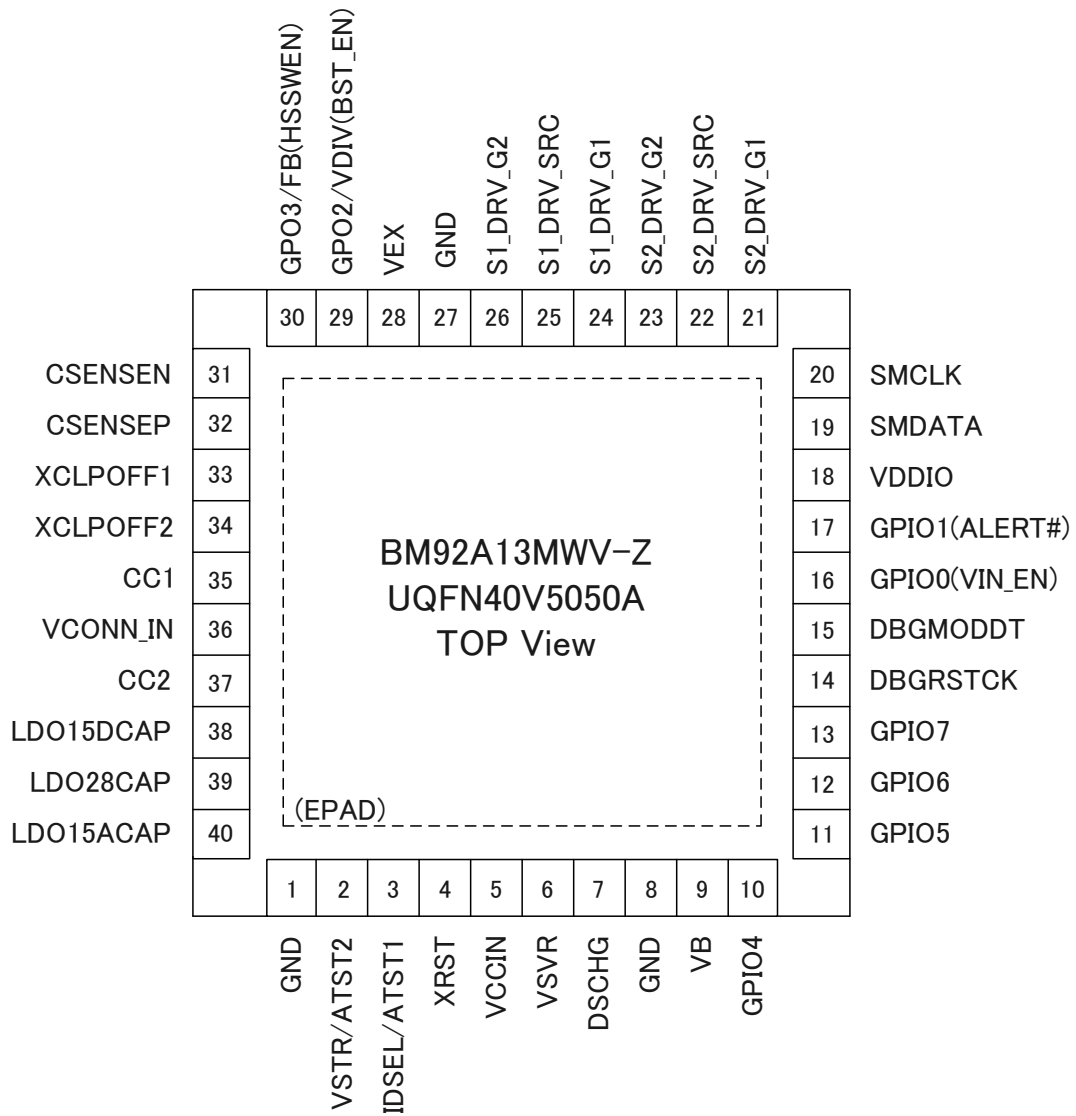 GPO3/FB(HSSWEN)
GPO2/VDIV(BST_EN)
VEX
GND
S1_DRV_G2
S1_DRV_SRC
S1_DRV_G1
S2_DRV_G2
S2_DRV_SRC
S2_DRV_G1
30 29 28 27 26 25 24 23 22 21
CSENSEN 31
CSENSEP 32
XCLPOFF1 33
XCLPOFF2 34
CC1 35
VCONN_IN 36
CC2 37
LDO15DCAP 38
LDO28CAP 39
LDO15ACAP 40
BM92A13MWV-Z
UQFN40V5050A
TOP View
(EPAD)
20 SMCLK
19 SMDATA
18 VDDIO
17 GPIO1(ALERT#)
16 GPIO0(VIN_EN)
15 DBGMODDT
14 DBGRSTCK
13 GPIO7
12 GPIO6
11 GPIO5
1 2 3 4 5 6 7 8 9 10
GND
VSTR/ATST2
IDSEL/ATST1
XRST
VCCIN
VSVR
DSCHG
GND
VB
GPIO4